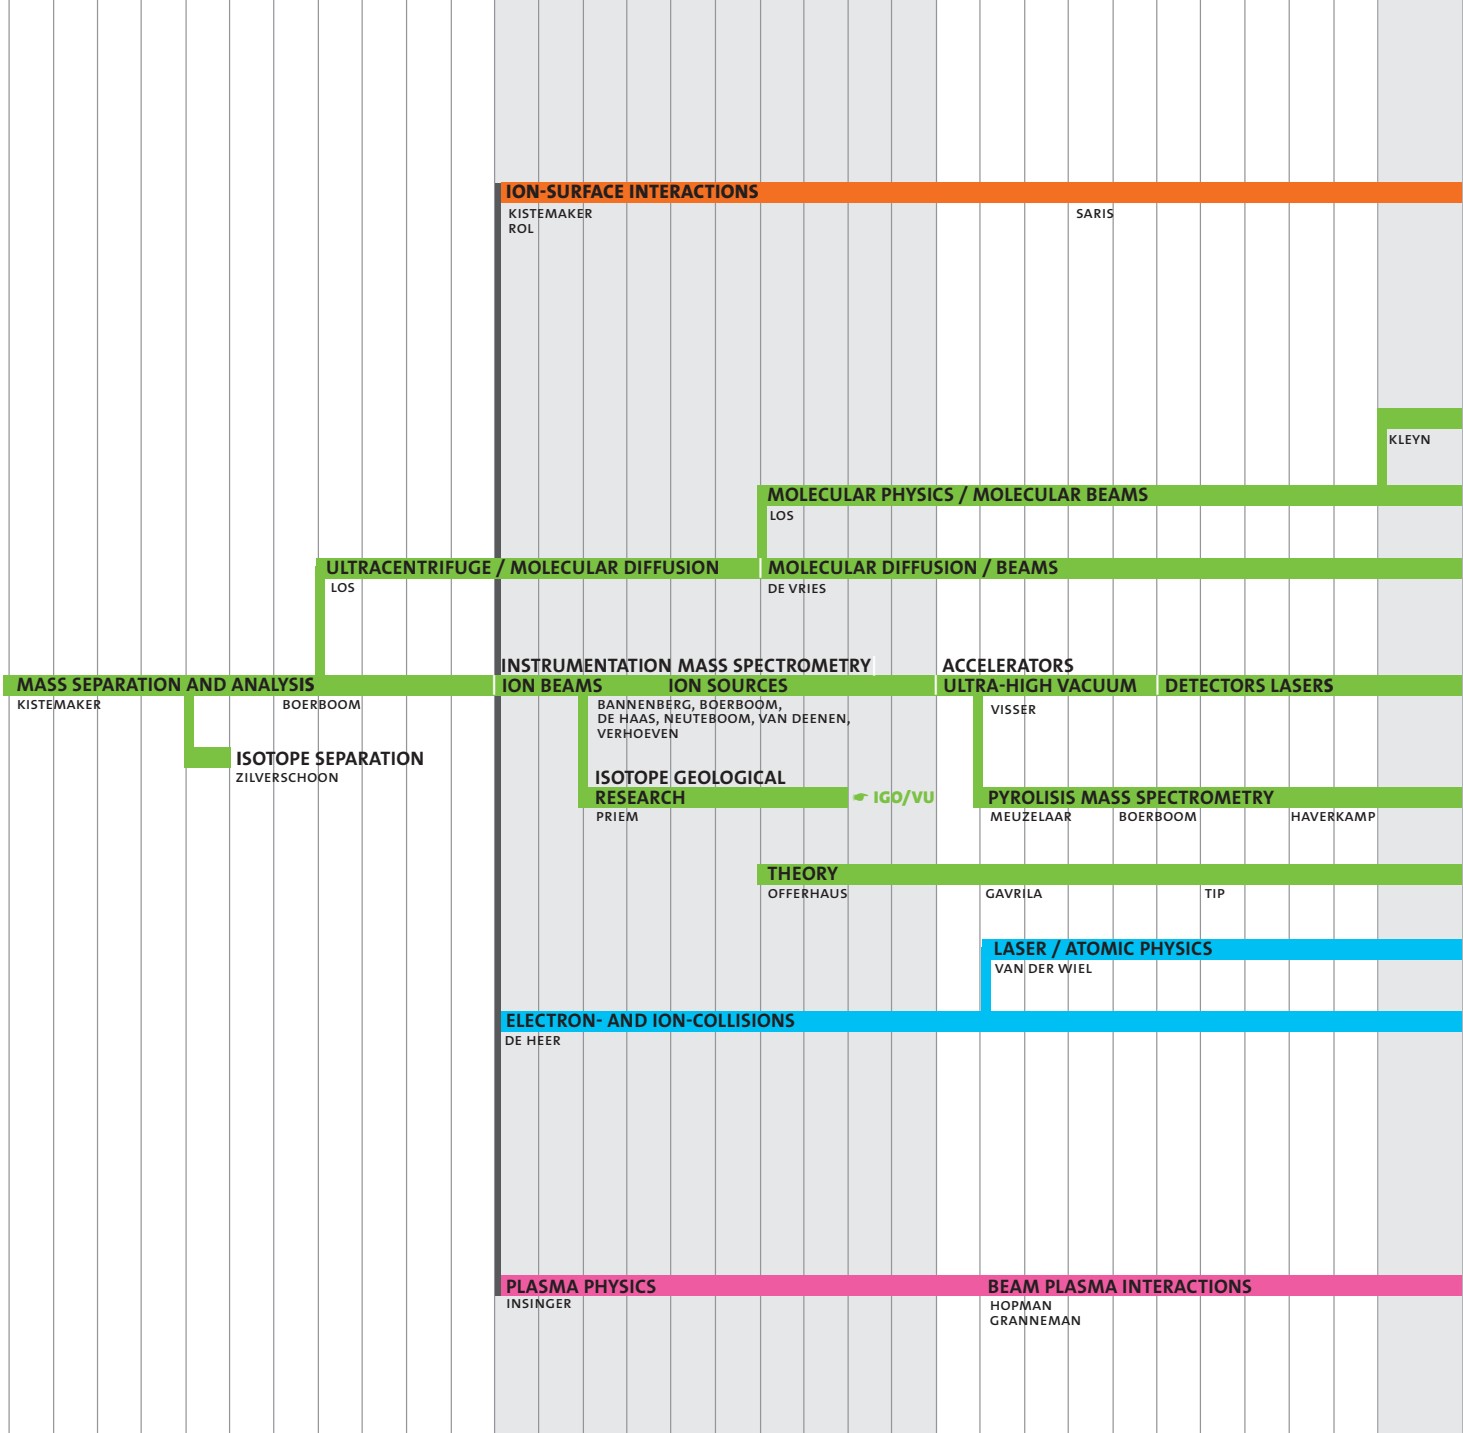 ION-SURFACE INTERACTIONS
KISTEMAKER
ROL
SARIS
KLEYN
MOLECULAR PHYSICS / MOLECULAR BEAMS
LOS
ULTRACENTRIFUGE / MOLECULAR DIFFUSION
MOLECULAR DIFFUSION / BEAMS
LOS
DE VRIES
INSTRUMENTATION MASS SPECTROMETRY
ACCELERATORS
MASS SEPARATION AND ANALYSIS
ION BEAMS
ION SOURCES
ULTRA-HIGH VACUUM
DETECTORS LASERS
KISTEMAKER
BOERBOOM
BANNENBERG, BOERBOOM,
DE HAAS, NEUTEBOOM, VAN DEENEN,
VERHOEVEN
VISSER
ISOTOPE SEPARATION
ZILVERSCHOON
ISOTOPE GEOLOGICAL
RESEARCH
☛ IGO/VU
PRIEM
PYROLISIS MASS SPECTROMETRY
MEUZELAAR
BOERBOOM
HAVERKAMP
THEORY
OFFERHAUS
GAVRILA
TIP
LASER / ATOMIC PHYSICS
VAN DER WIEL
ELECTRON- AND ION-COLLISIONS
DE HEER
PLASMA PHYSICS
INSINGER
BEAM PLASMA INTERACTIONS
HOPMAN
GRANNEMAN